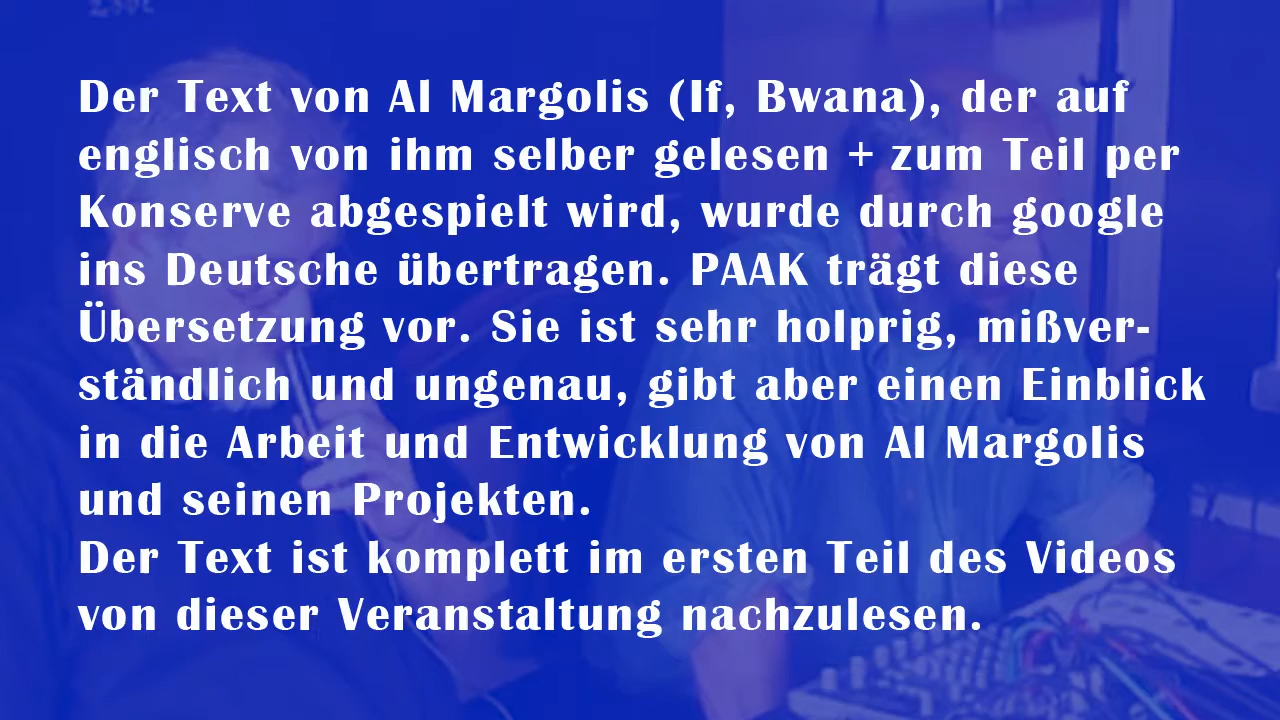 Der Text von Al Margolis (If, Bwana), der auf
englisch von ihm selber gelesen + zum Teil per
Konserve abgespielt wird, wurde durch google
ins Deutsche übertragen. PAAK trägt diese
Übersetzung vor. Sie ist sehr holprig, mißver-
ständlich und ungenau, gibt aber einen Einblick
in die Arbeit und Entwicklung von Al Margolis
und seinen Projekten.
Der Text ist komplett im ersten Teil des Videos
von dieser Veranstaltung nachzulesen.